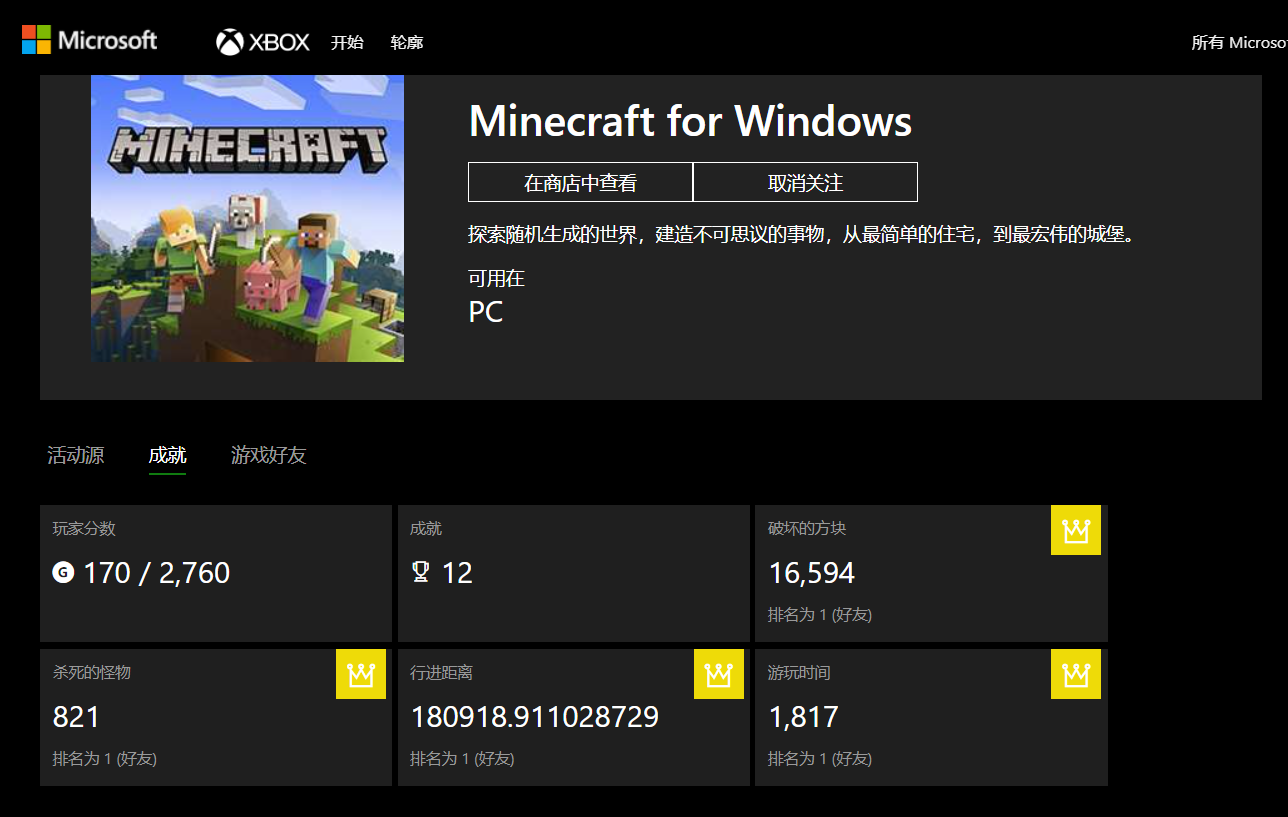 Microsoft XBOX 开始 轮廓 所有 Microso
MINECRAFT
Minecraft for Windows
在商店中查看 取消关注
探索随机生成的世界，建造不可思议的事物，从最简单的住宅，到最宏伟的城堡。
可用在
PC
活动源 成就 游戏好友
玩家分数 成就 破坏的方块
G 170 / 2,760 12 16,594
排名为 1 (好友)
杀死的怪物 行进距离 游玩时间
821 180918.911028729 1,817
排名为 1 (好友) 排名为 1 (好友) 排名为 1 (好友)